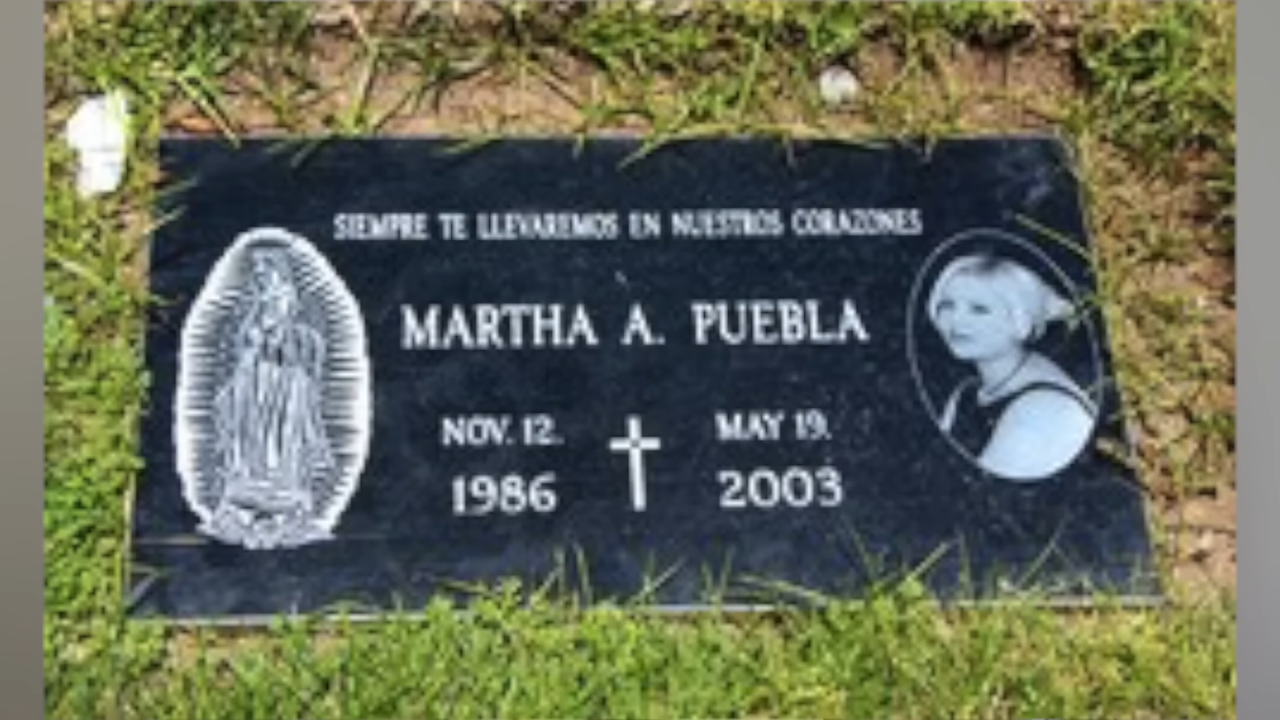 SIEMPRE TE LLEVAREMOS EN NUESTROS CORAZONES
MARTHA A. PUEBLA
NOV. 12. MAY 19.
1986 2003